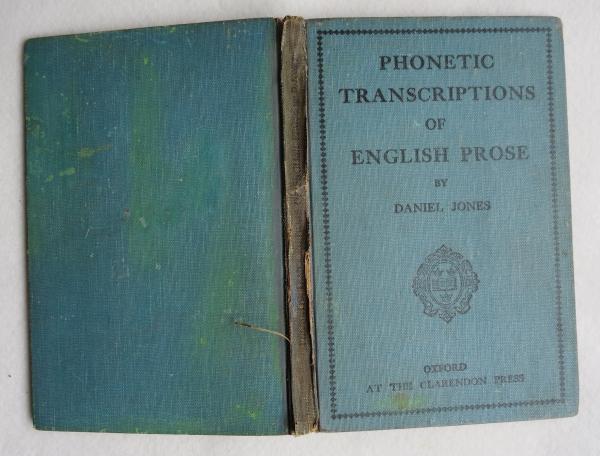 PHONETIC
TRANSCRIPTIONS
OF
ENGLISH PROSE
BY
DANIEL JONES
OXFORD
AT THE CLARENDON PRESS